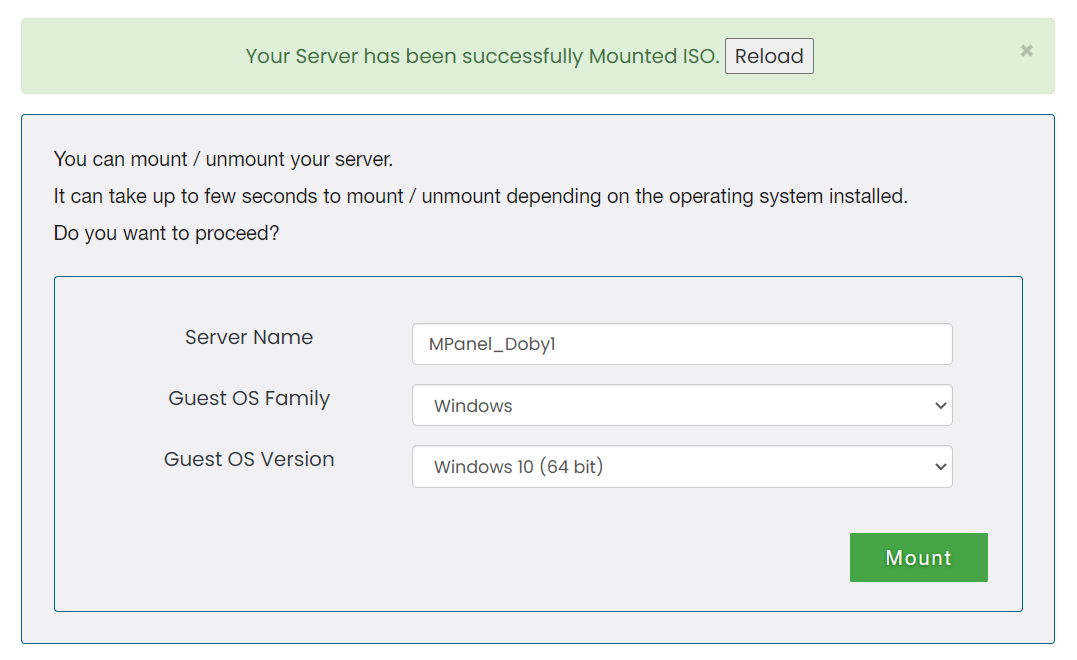 Your Server has been successfully Mounted ISO. Reload ×
You can mount / unmount your server.
It can take up to few seconds to mount / unmount depending on the operating system installed.
Do you want to proceed?
Server Name MPanel_Doby1
Guest OS Family Windows
Guest OS Version Windows 10 (64 bit)
Mount